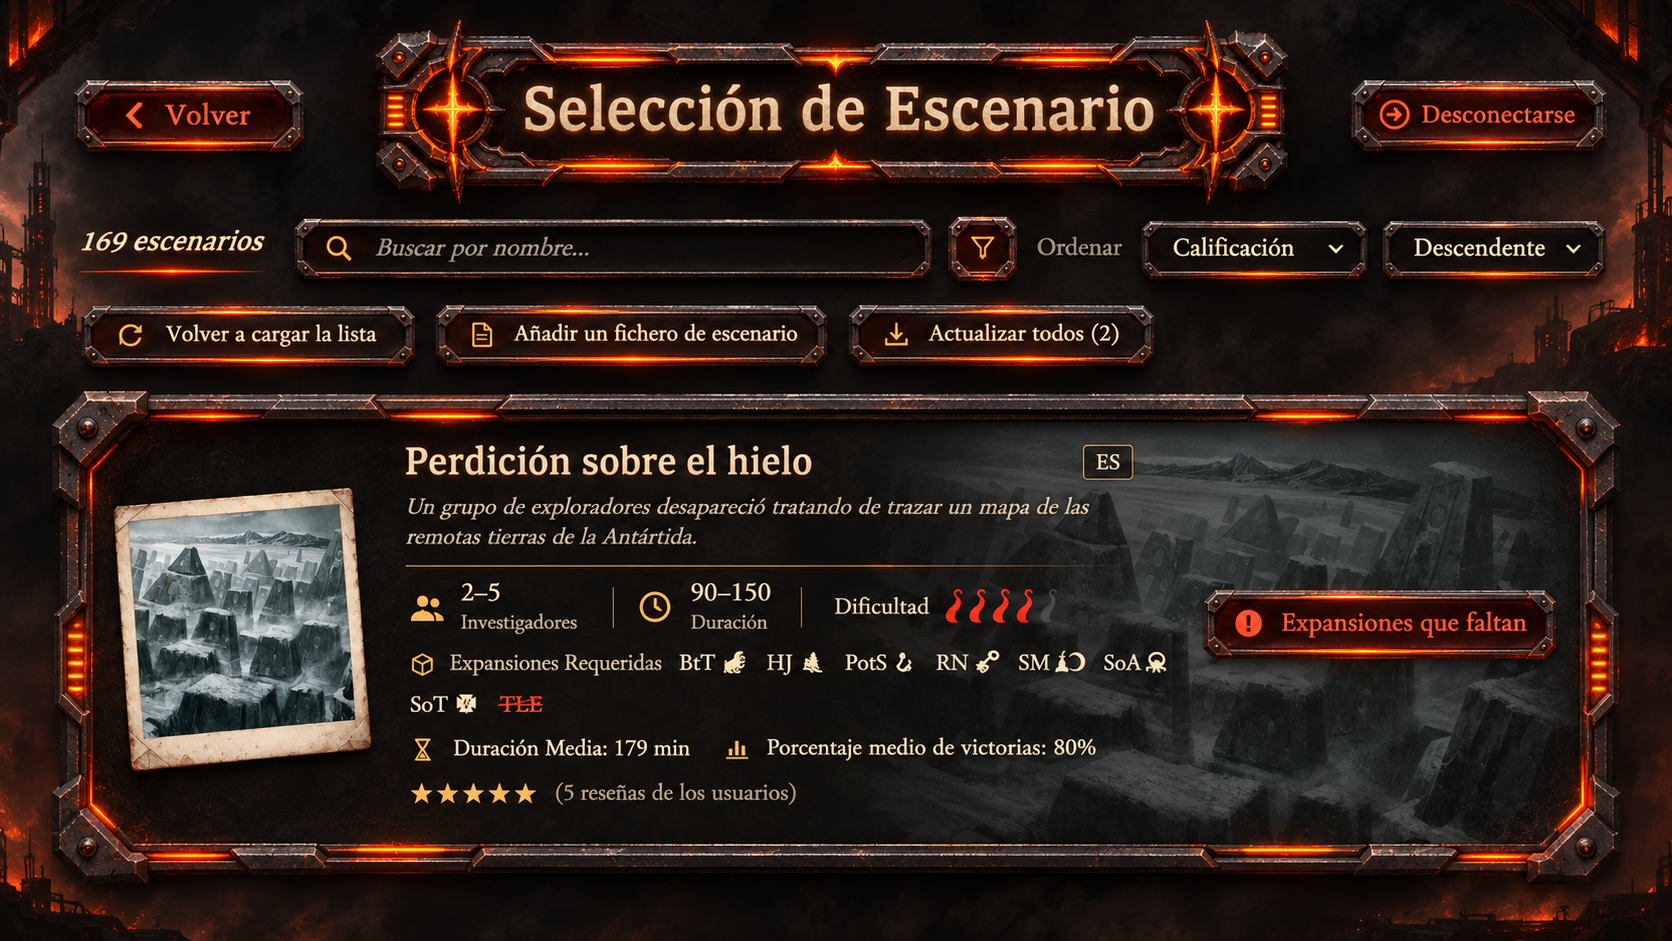 Volver
Selección de Escenario
Desconectarse
169 escenarios
Buscar por nombre...
Ordenar
Calificación
Descendente
Volver a cargar la lista
Añadir un fichero de escenario
Actualizar todos (2)
Perdición sobre el hielo
ES
Un grupo de exploradores desapareció tratando de trazar un mapa de las
remotas tierras de la Antártida.
2–5
Investigadores
90–150
Duración
Dificultad
Expansiones que faltan
Expansiones Requeridas BtT HJ PotS RN SM SoA
SoT TLE
Duración Media: 179 min
Porcentaje medio de victorias: 80%
(5 reseñas de los usuarios)